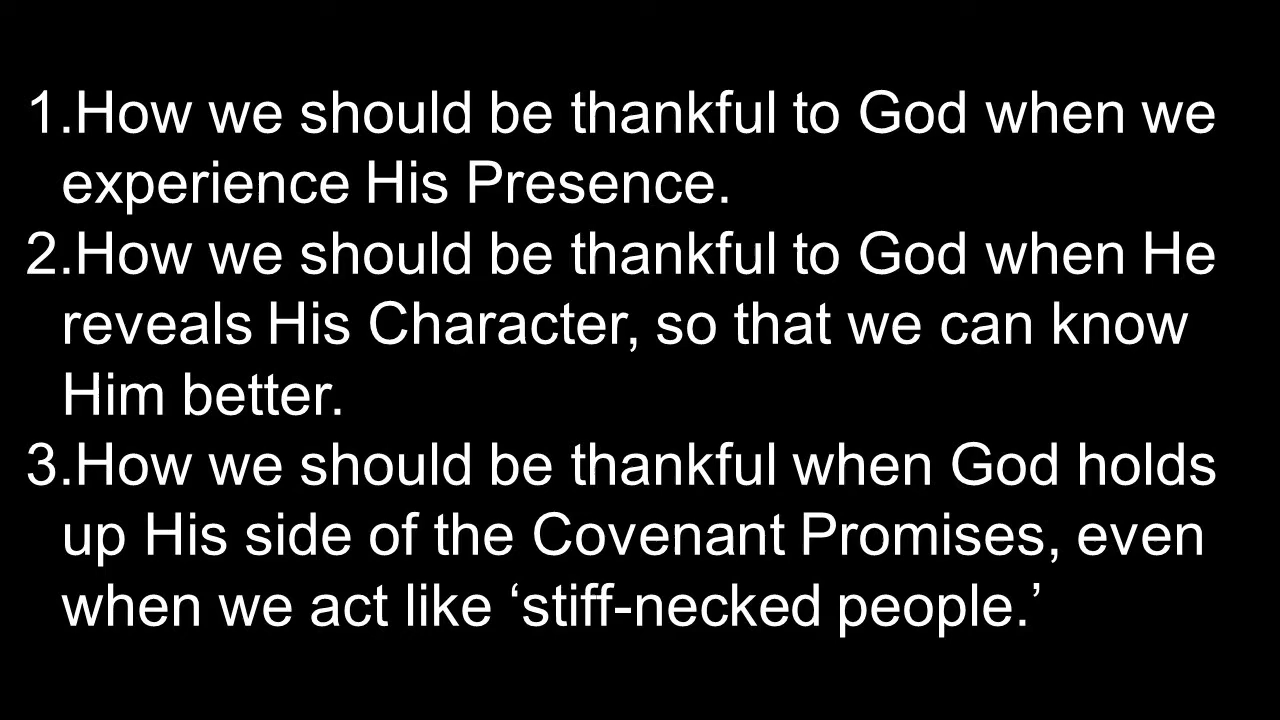 1.How we should be thankful to God when we
experience His Presence.
2.How we should be thankful to God when He
reveals His Character, so that we can know
Him better.
3.How we should be thankful when God holds
up His side of the Covenant Promises, even
when we act like ‘stiff-necked people.’